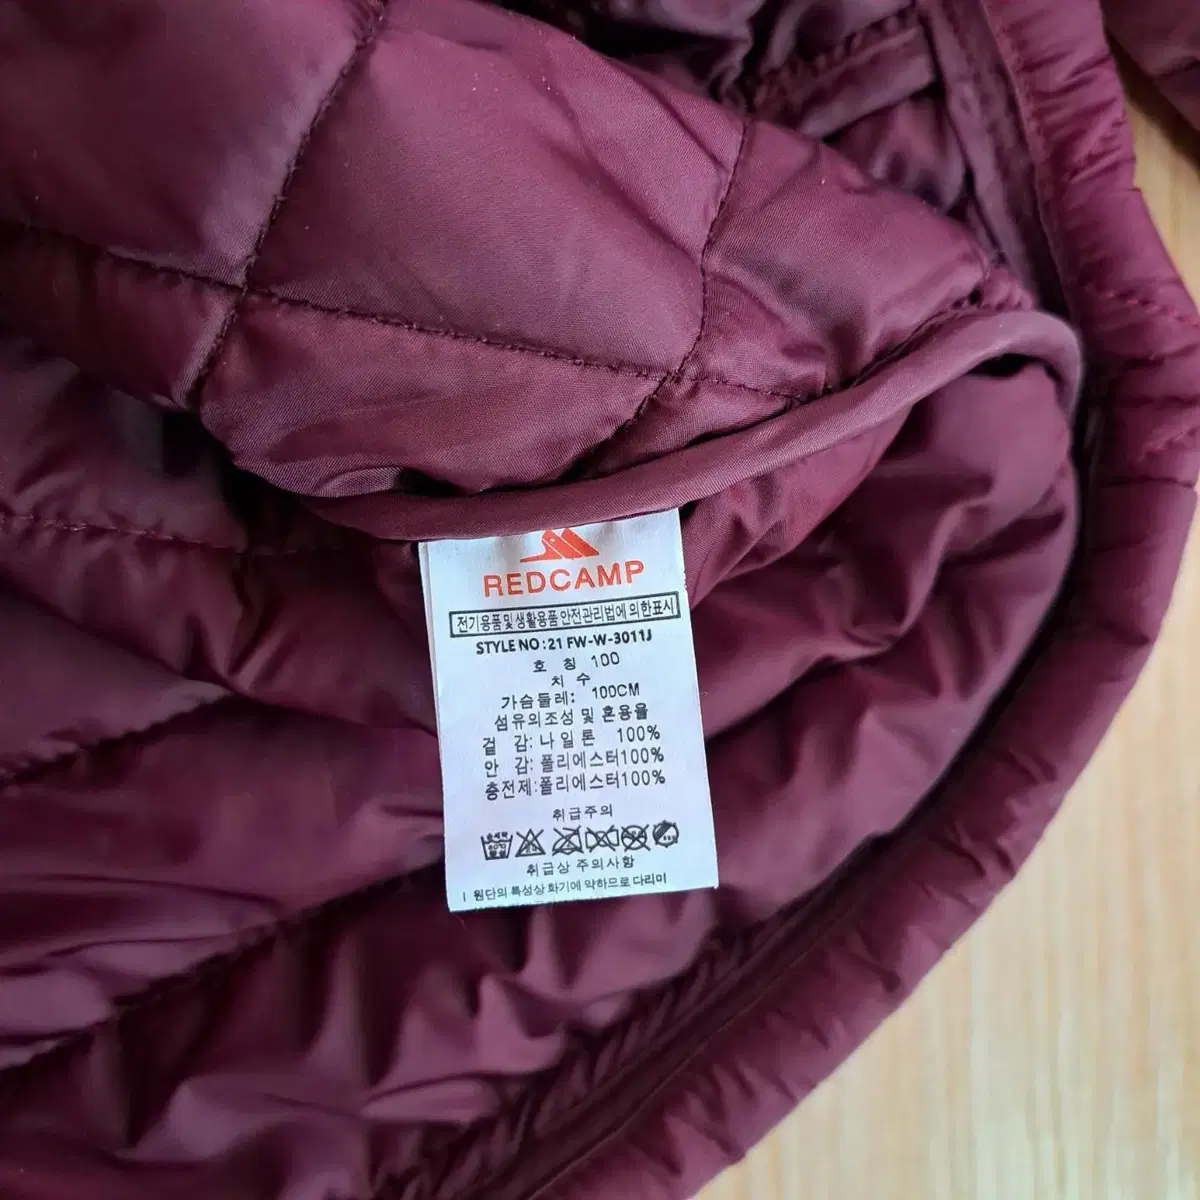 REDCAMP
전기용품 및 생활용품 안전관리법에 의한표시
STYLE NO : 21 FW-W-3011J
호 칭 100
치 수
가슴둘레: 100CM
섬유의조성 및 혼용율
겉 감: 나 일 론 100%
안 감: 폴리에스터100%
충전제:폴리에스터100%
취급주의
취급상 주의사항
1 원단의 특성상 화기에 약하므로 다리미